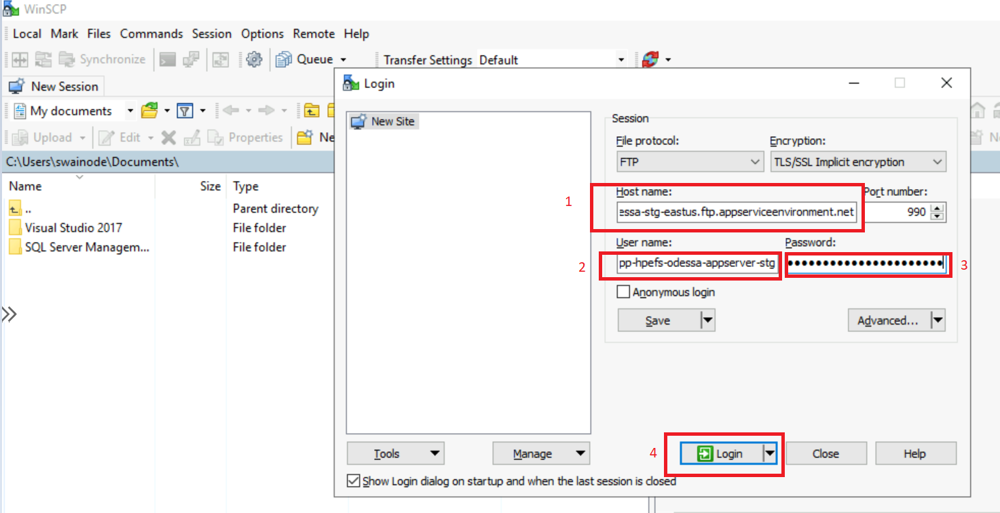 WinSCP
Local Mark Files Commands Session Options Remote Help
Synchronize Queue Transfer Settings Default
New Session
My documents
Upload Edit Properties Ne
C:\Users\swainode\Documents\
Name Size Type
.. Parent directory
Visual Studio 2017 File folder
SQL Server Managem... File folder
Login
New Site
Session
File protocol: Encryption:
FTP TLS/SSL Implicit encryption
1 Host name: Port number:
essa-stg-eastus.ftp.appserviceenvironment.net 990
User name: Password:
2 pp-hpefs-odessa-appserver-stg ●●●●●●●●●●●●●●●●●●●●●● 3
Anonymous login
Save Advanced...
Tools Manage 4 Login Close Help
Show Login dialog on startup and when the last session is closed